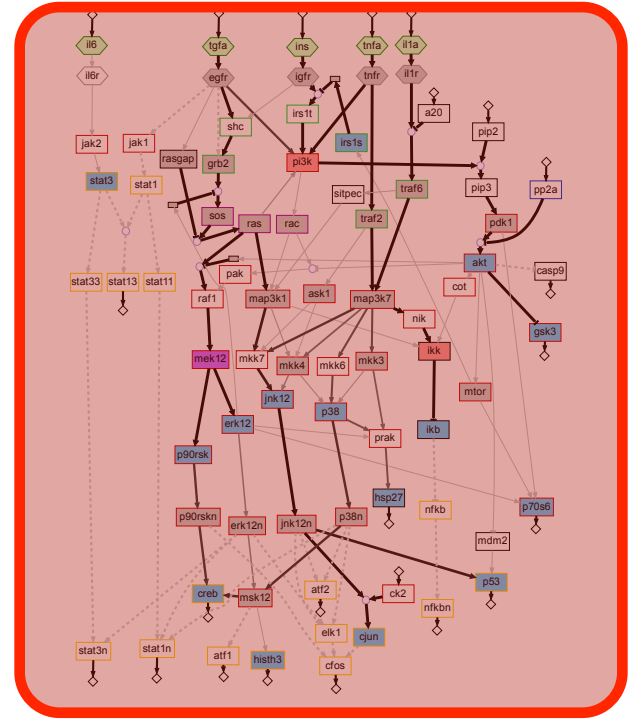 il6
tgfa
ins
tnfa
il1a
il6r
egfr
igfr
tnfr
il1r
irs1t
a20
shc
pip2
jak2
jak1
irs1s
rasgap
grb2
pi3k
stat3
stat1
sitpec
traf6
pip3
pp2a
sos
ras
rac
traf2
pdk1
akt
casp9
stat33
stat13
stat11
pak
cot
raf1
map3k1
ask1
map3k7
nik
gsk3
mek12
mkk7
mkk4
mkk6
mkk3
ikk
jnk12
mtor
p38
erk12
ikb
prak
p90rsk
hsp27
nfkb
p70s6
p90rskn
erk12n
jnk12n
p38n
mdm2
creb
msk12
atf2
ck2
p53
nfkbn
elk1
cjun
stat3n
stat1n
atf1
histh3
cfos